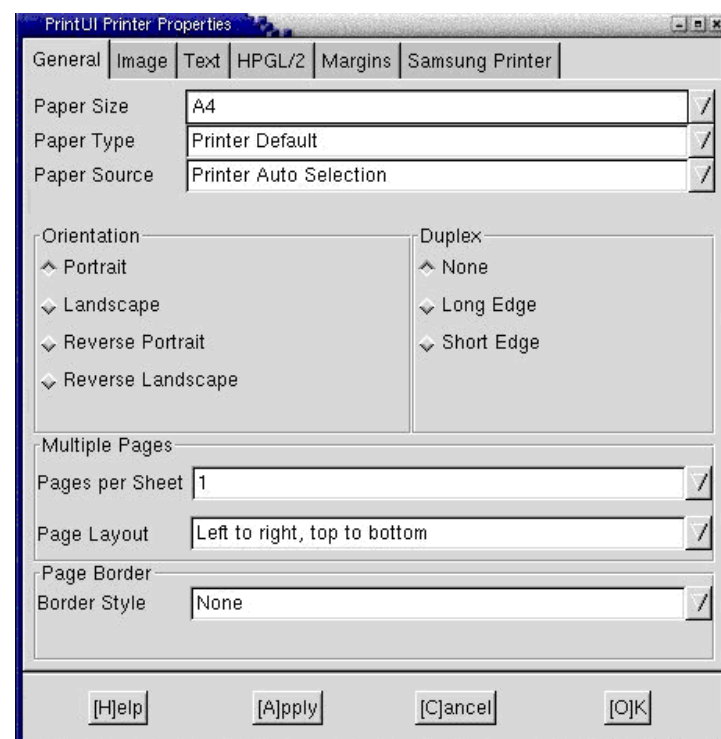 PrintUI Printer Properties
General Image Text HPGL/2 Margins Samsung Printer
Paper Size A4
Paper Type Printer Default
Paper Source Printer Auto Selection
Orientation
Portrait
Landscape
Reverse Portrait
Reverse Landscape
Duplex
None
Long Edge
Short Edge
Multiple Pages
Pages per Sheet 1
Page Layout Left to right, top to bottom
Page Border
Border Style None
[H]elp [A]pply [C]ancel [O]K